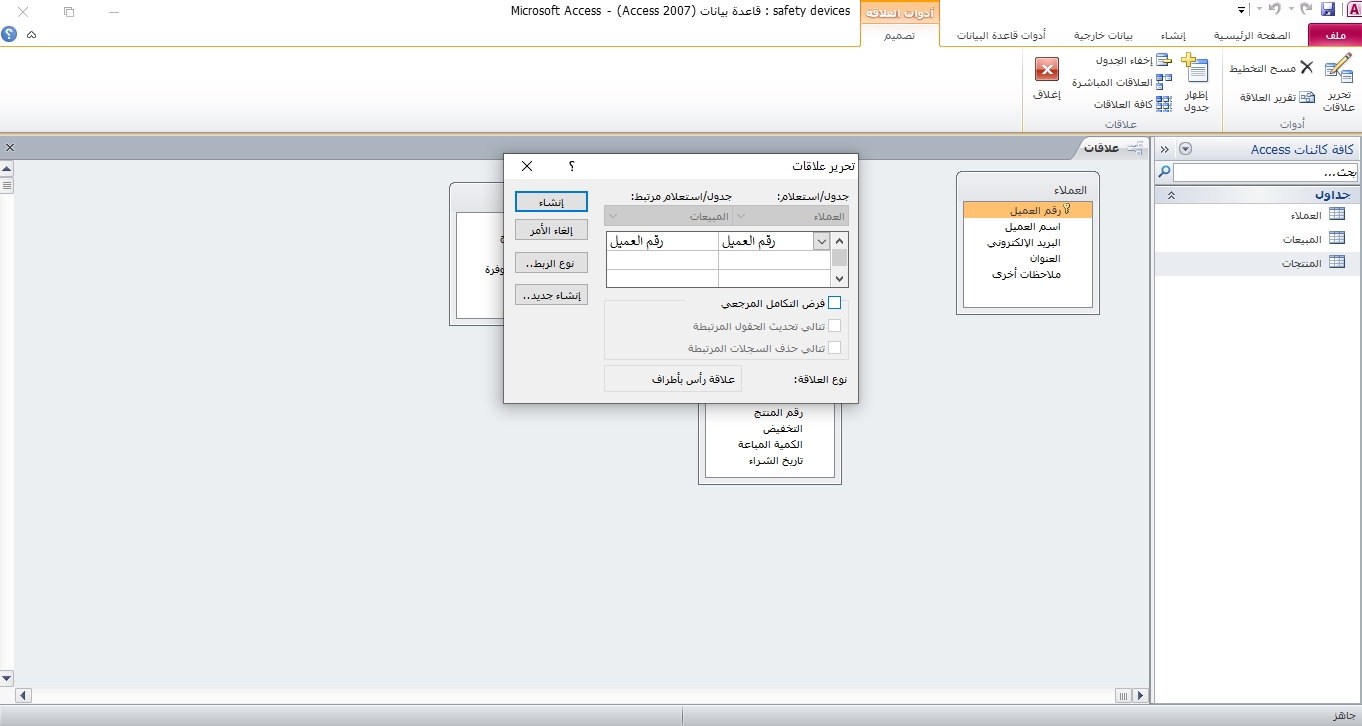 safety devices : قاعدة بيانات (Access 2007) - Microsoft Access
أدوات العلاقة
ملف
الصفحة الرئيسية
إنشاء
بيانات خارجية
أدوات قاعدة البيانات
تصميم
تحرير علاقات
مسح التخطيط
تقرير العلاقة
أدوات
إظهار جدول
إخفاء الجدول
العلاقات المباشرة
كافة العلاقات
علاقات
إغلاق
كافة كائنات Access
بحث...
جداول
العملاء
المبيعات
المنتجات
علاقات
العملاء
رقم العميل
اسم العميل
البريد الإلكتروني
العنوان
ملاحظات أخرى
تحرير علاقات
؟
جدول/استعلام:
جدول/استعلام مرتبط:
العملاء
المبيعات
رقم العميل
رقم العميل
فرض التكامل المرجعي
تتالي تحديث الحقول المرتبطة
تتالي حذف السجلات المرتبطة
نوع العلاقة:
علاقة رأس بأطراف
إنشاء
إلغاء الأمر
نوع الربط..
إنشاء جديد..
رقم المنتج
التخفيض
الكمية المباعة
تاريخ الشراء
جاهز